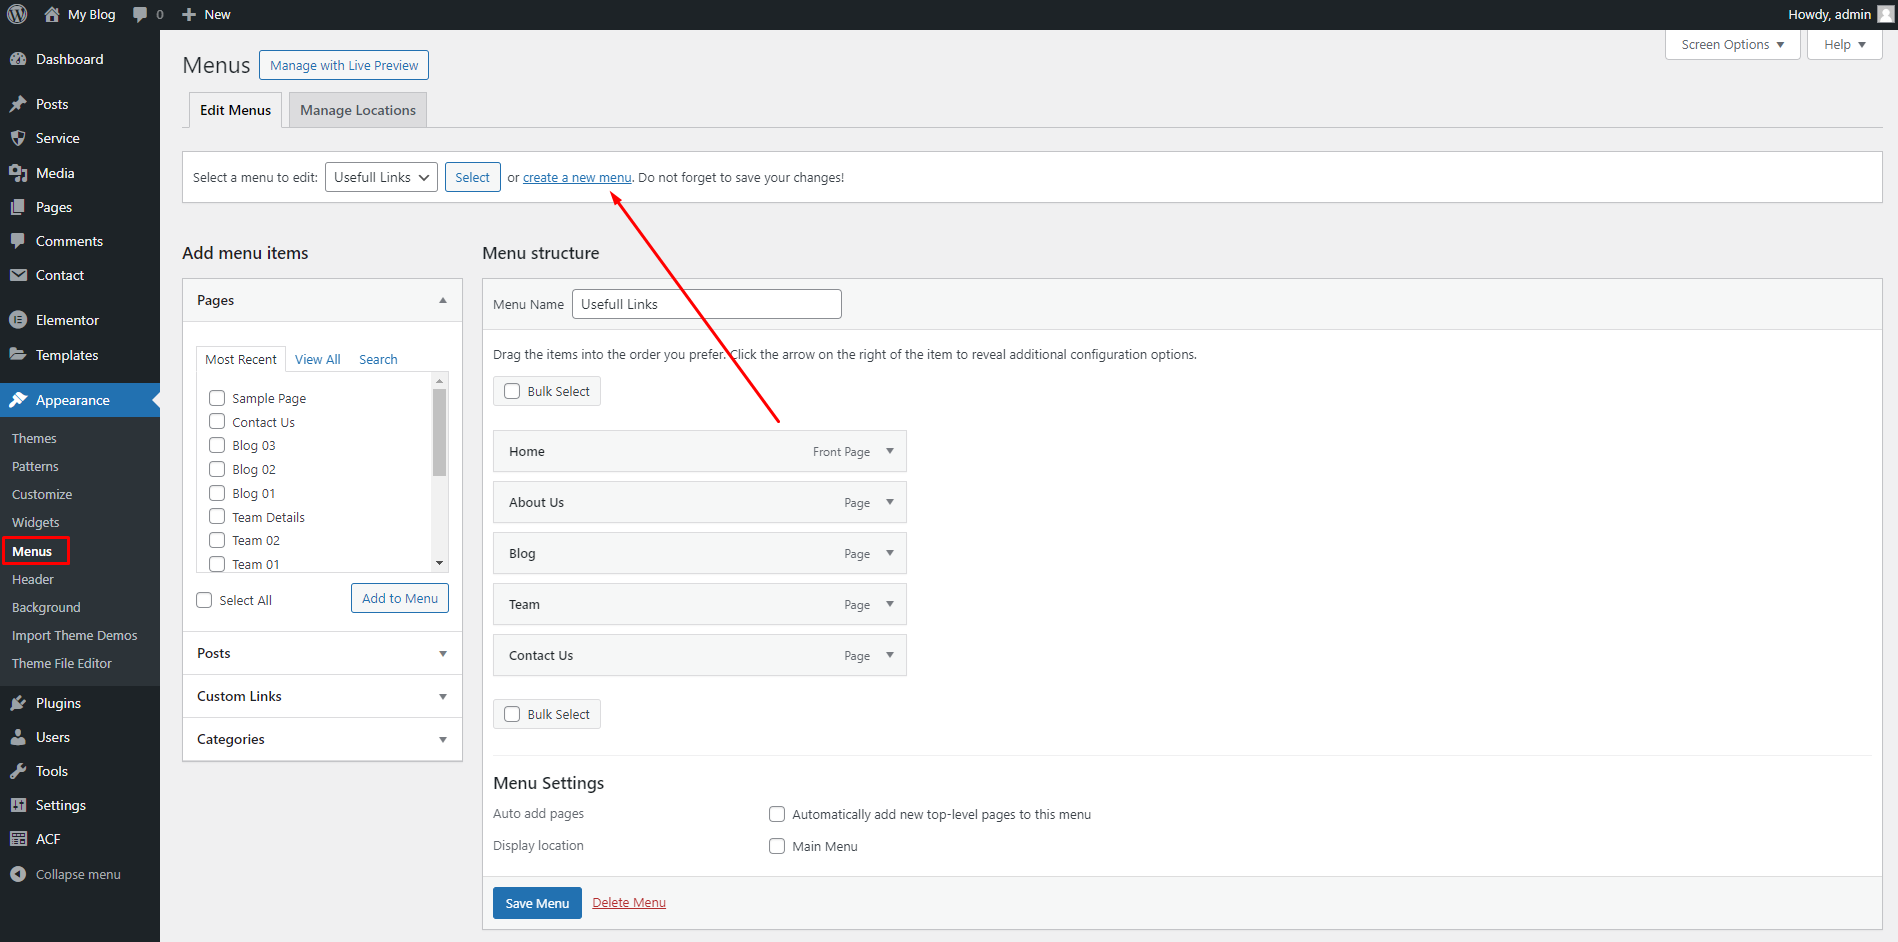 My Blog 0 New Howdy, admin
Screen Options Help
Dashboard
Posts
Service
Media
Pages
Comments
Contact
Elementor
Templates
Appearance
Themes
Patterns
Customize
Widgets
Menus
Header
Background
Import Theme Demos
Theme File Editor
Plugins
Users
Tools
Settings
ACF
Collapse menu
Menus Manage with Live Preview
Edit Menus Manage Locations
Select a menu to edit: Usefull Links Select or create a new menu. Do not forget to save your changes!
Add menu items
Pages
Most Recent View All Search
Sample Page
Contact Us
Blog 03
Blog 02
Blog 01
Team Details
Team 02
Team 01
Select All Add to Menu
Posts
Custom Links
Categories
Menu structure
Menu Name Usefull Links
Drag the items into the order you prefer. Click the arrow on the right of the item to reveal additional configuration options.
Bulk Select
Home Front Page
About Us Page
Blog Page
Team Page
Contact Us Page
Bulk Select
Menu Settings
Auto add pages Automatically add new top-level pages to this menu
Display location Main Menu
Save Menu Delete Menu